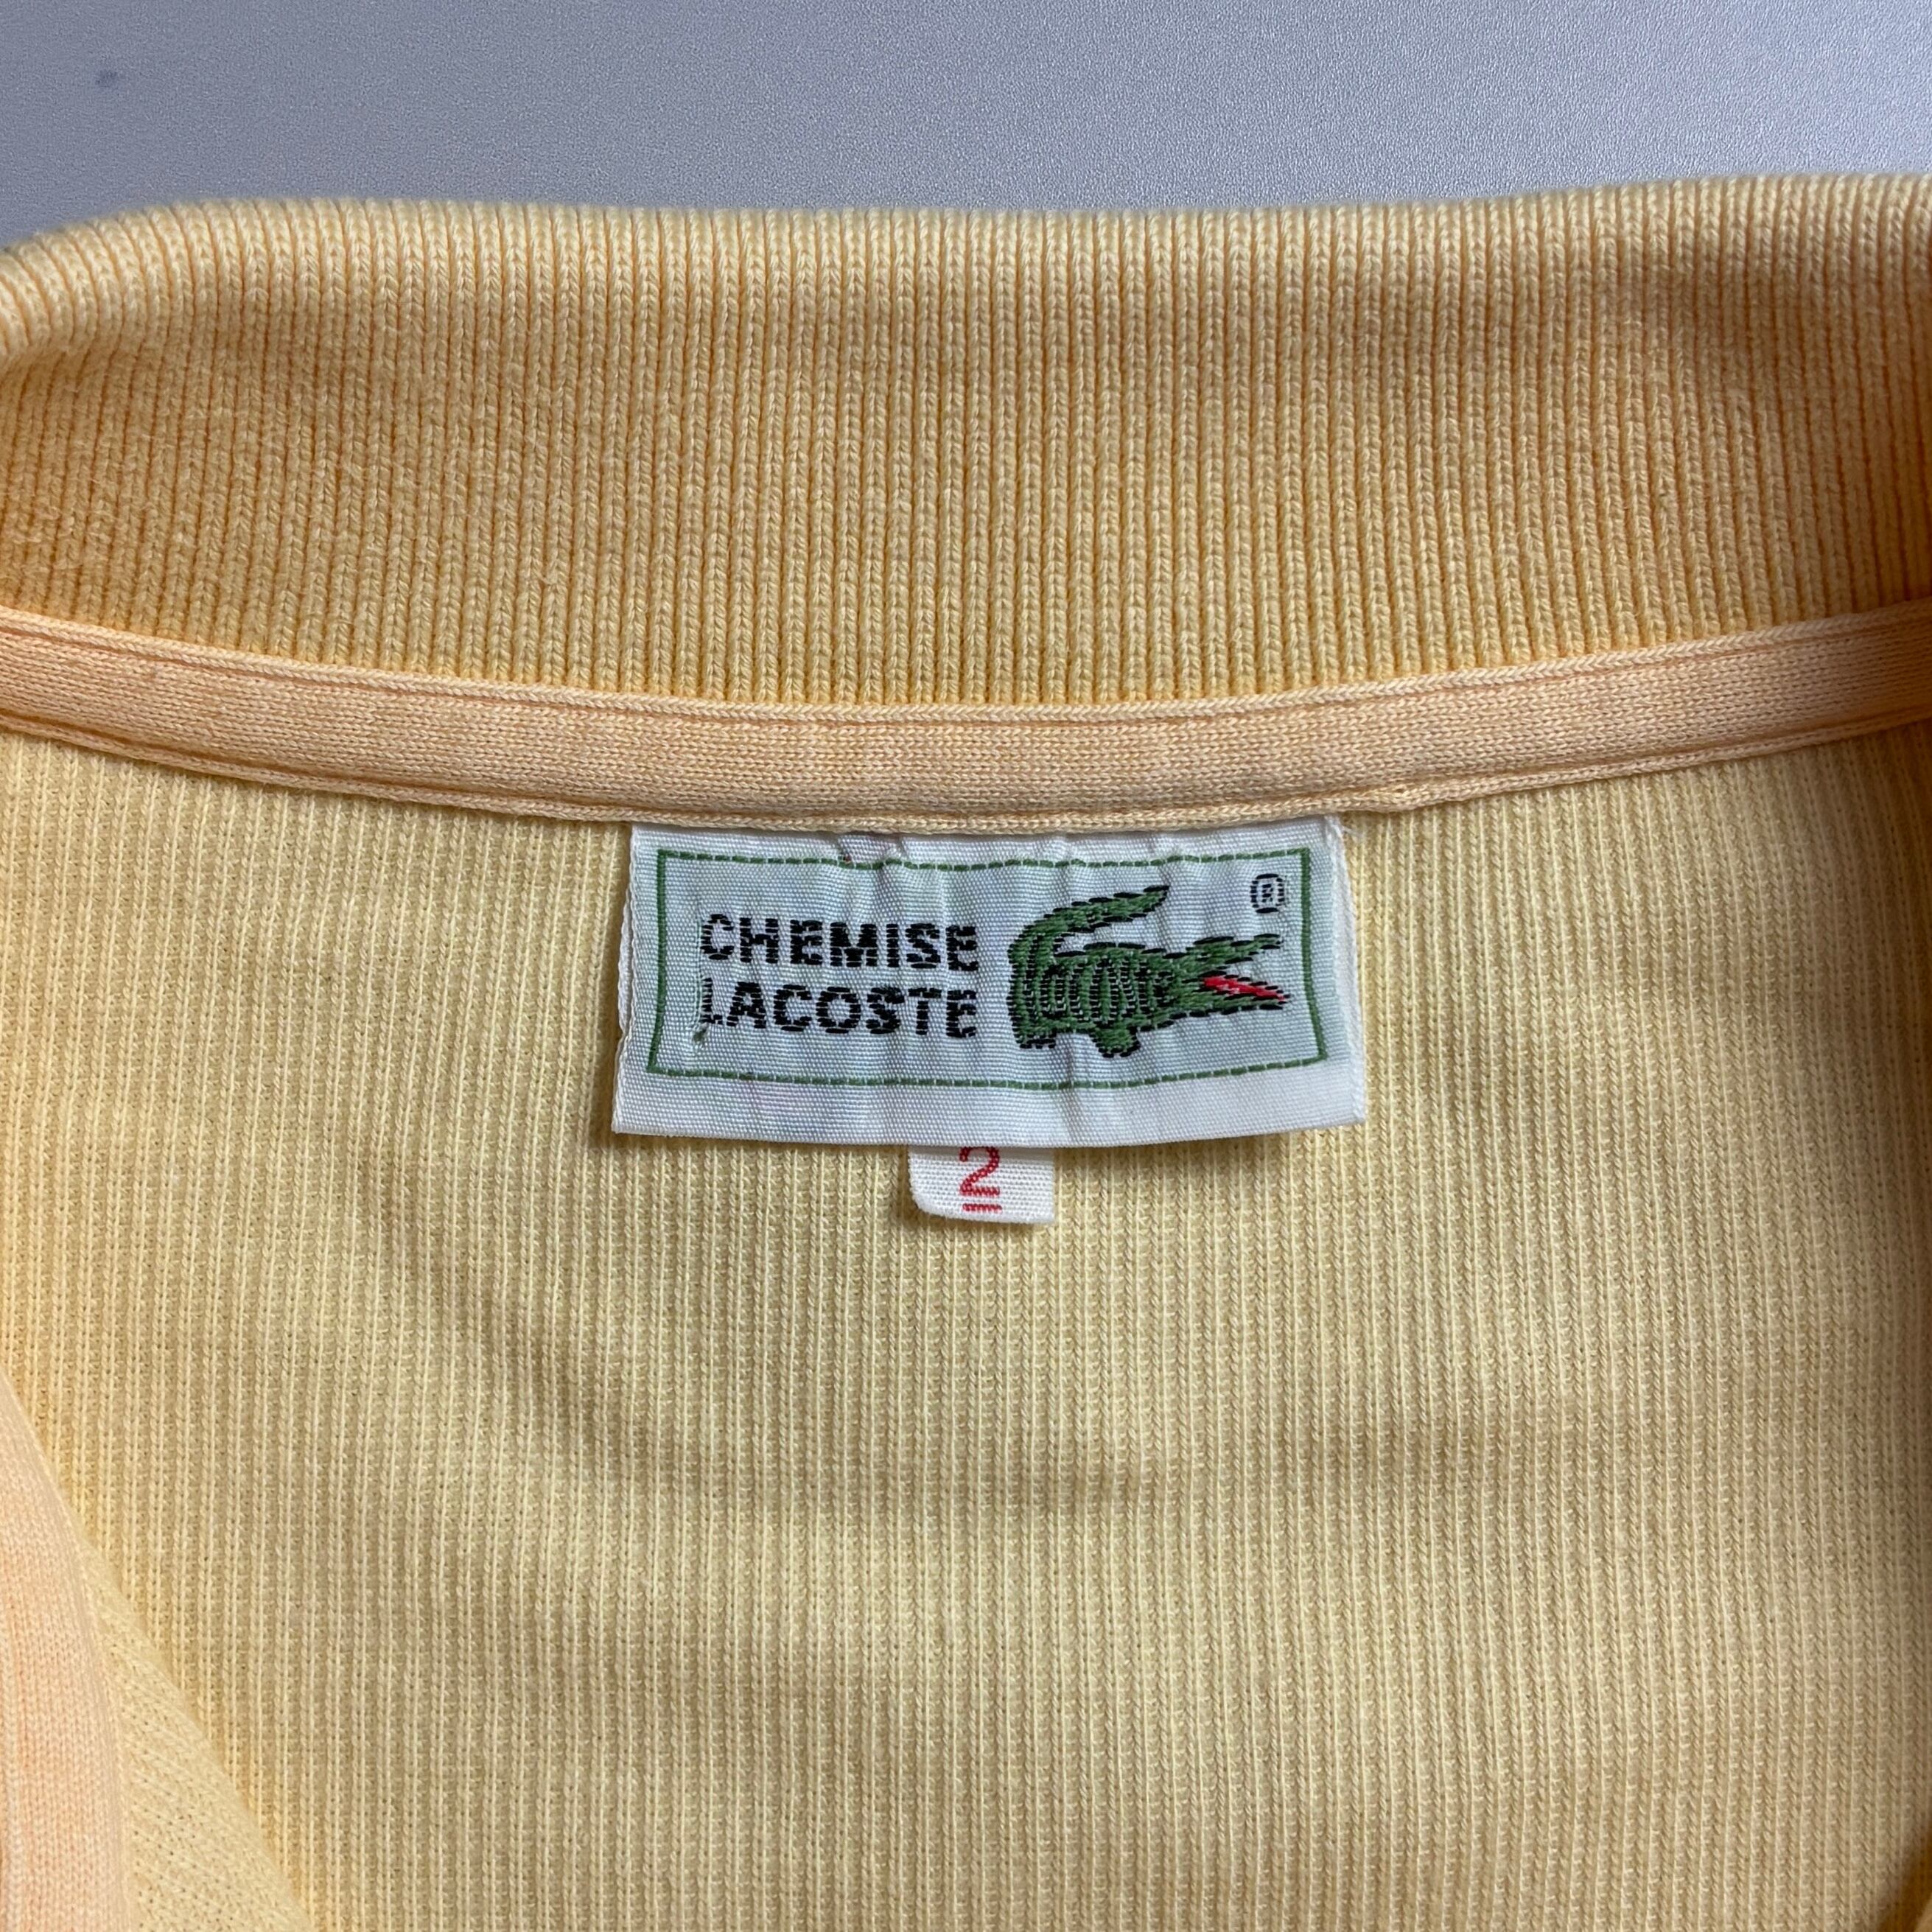 CHEMISE
LACOSTE
®
2